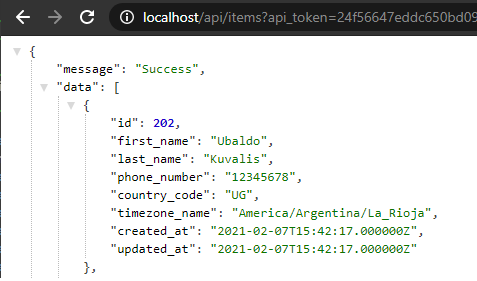 localhost/api/items?api_token=24f56647eddc650bd09
{
"message": "Success",
"data": [
{
"id": 202,
"first_name": "Ubaldo",
"last_name": "Kuvalis",
"phone_number": "12345678",
"country_code": "UG",
"timezone_name": "America/Argentina/La_Rioja",
"created_at": "2021-02-07T15:42:17.000000Z",
"updated_at": "2021-02-07T15:42:17.000000Z"
},